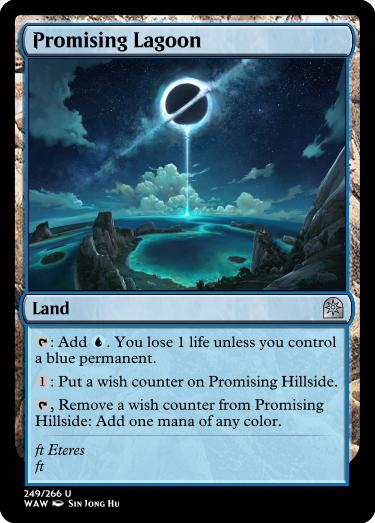 Promising Lagoon
Land
: Add . You lose 1 life unless you control
a blue permanent.
1: Put a wish counter on Promising Hillside.
, Remove a wish counter from Promising
Hillside: Add one mana of any color.
ft Eteres
ft
249/266 U
WAW Sin Jong Hu